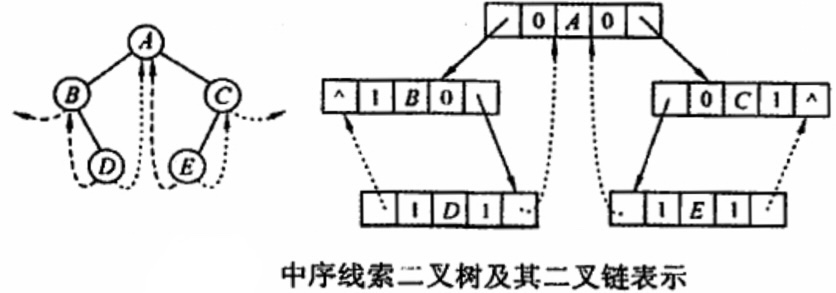 A
B
C
D
E
0 A 0
^ 1 B 0
0 C 1 ^
1 D 1
1 E 1
中序线索二叉树及其二叉链表示